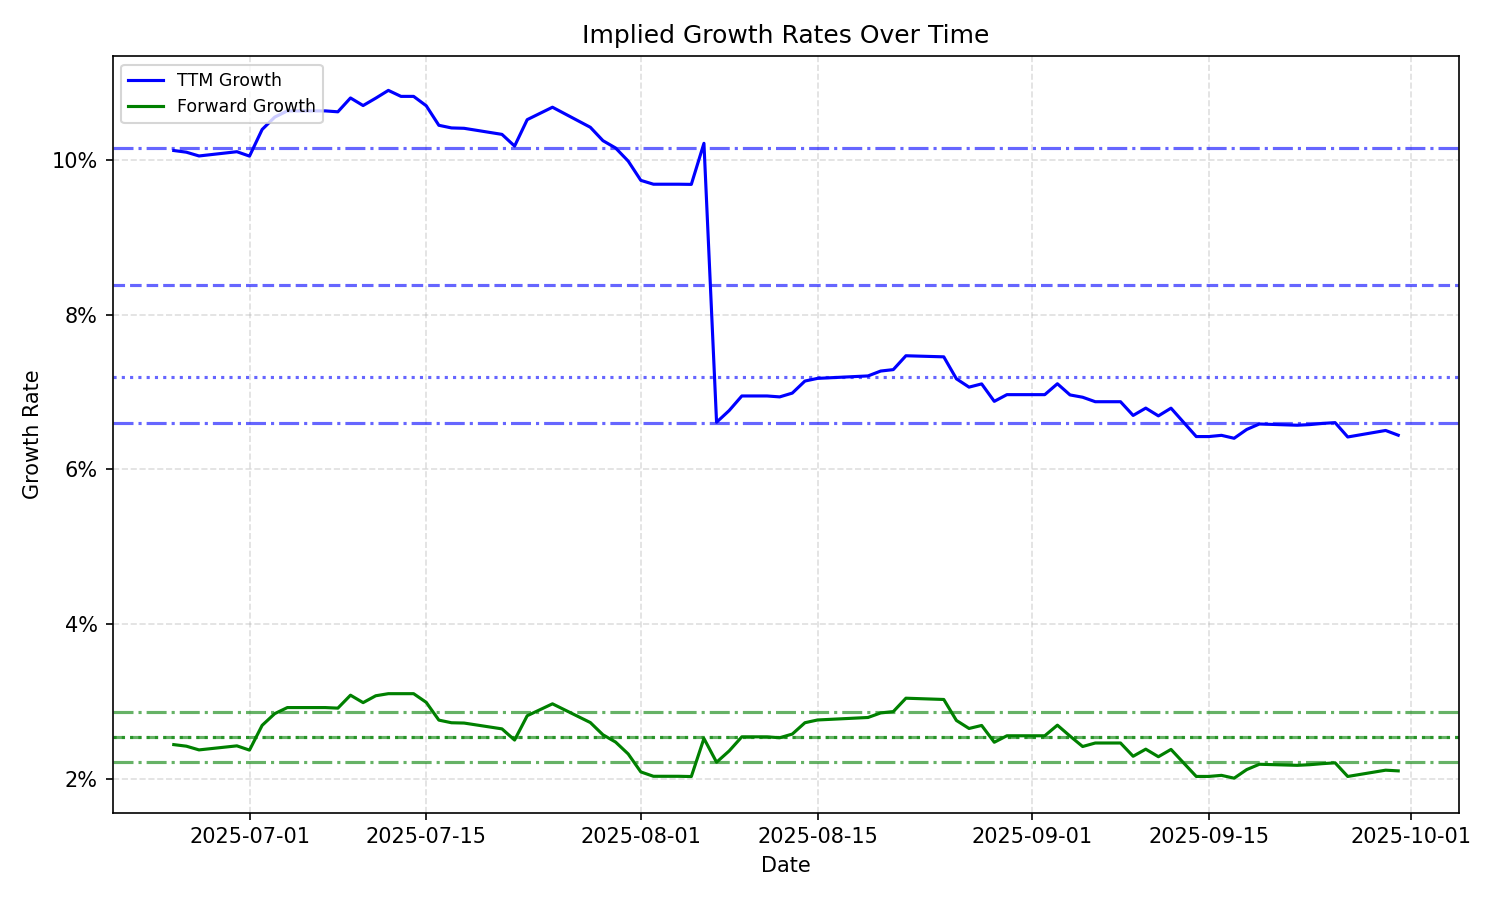 Implied Growth Rates Over Time
TTM Growth
Forward Growth
10%
8%
6%
4%
2%
Growth Rate
2025-07-01 2025-07-15 2025-08-01 2025-08-15 2025-09-01 2025-09-15 2025-10-01
Date